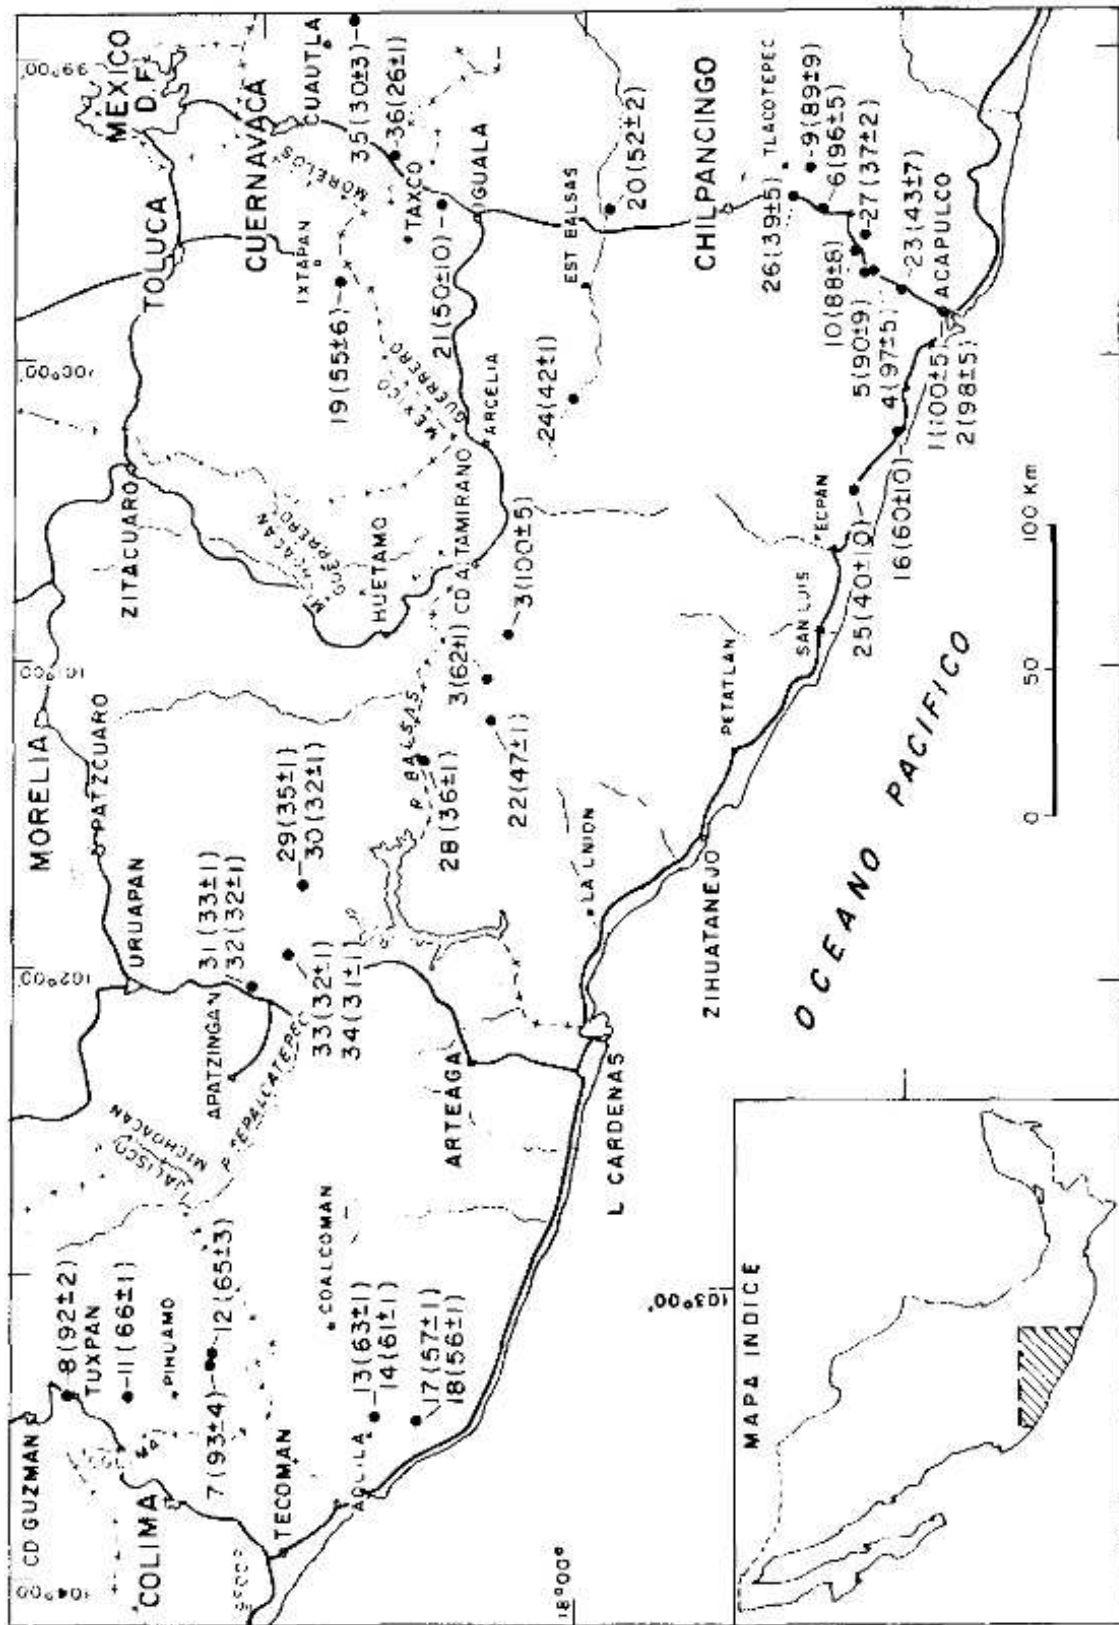 CD GUZMAN
8(92±2)
TUXPAN
11(66±1)
PIHUAMO
COLIMA
7(93±4)
12(65±3)
TECOMAN
COALCOMAN
AQUILA
13(63±1)
14(61±1)
17(57±1)
18(56±1)
104°00'
18°00'
JALISCO
MICHOACAN
R TEPALCATEPEC
APATZINGAN
URUAPAN
102°00'
31(33±1)
32(32±1)
33(32±1)
34(31±1)
29(35±1)
30(32±1)
ARTEAGA
L CARDENAS
MORELIA
PATZCUARO
101°00'
R BALSAS
28(36±1)
22(47±1)
3(62±1)
3(100±5)
LA UNION
ZIHUATANEJO
PETATLAN
SAN LUIS
TECPAN
ZITACUARO
MICHOACAN
GUERRERO
HUETAMO
CD ALTAMIRANO
ARCELIA
100°00'
TOLUCA
MEXICO
D.F.
99°00'
CUERNAVACA
CUAUTLA
MORELOS
IXTAPAN
19(55±6)
MEXICO
GUERRERO
TAXCO
35(30±3)
36(26±1)
21(50±10)
IGUALA
EST BALSAS
24(42±1)
20(52±2)
CHILPANCINGO
TLACOTEPEC
26(39±5)
9(89±9)
6(96±5)
27(37±2)
10(88±8)
5(90±9)
4(97±5)
23(43±7)
ACAPULCO
1(100±5)
2(98±5)
16(60±10)
25(40±10)
OCEANO PACIFICO
0 50 100 Km
103°00'
MAPA INDICE